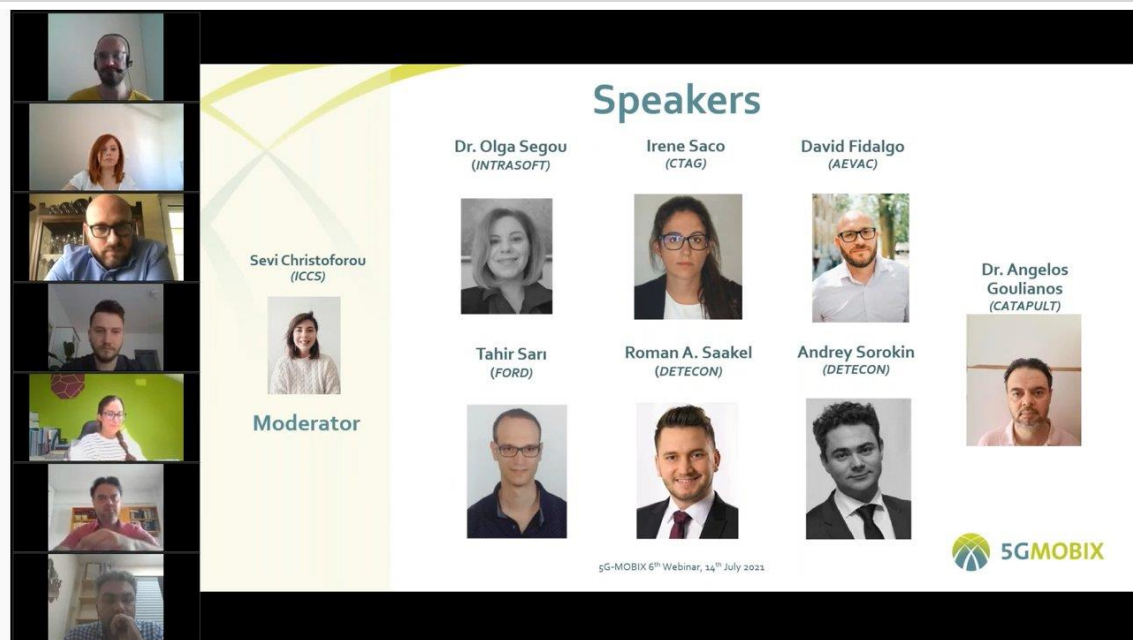 Speakers
Dr. Olga Segou
(INTRASOFT)
Irene Saco
(CTAG)
David Fidalgo
(AEVAC)
Sevi Christoforou
(ICCS)
Moderator
Tahir Sarı
(FORD)
Roman A. Saakel
(DETECON)
Andrey Sorokin
(DETECON)
Dr. Angelos
Goulianos
(CATAPULT)
5G-MOBIX 6th Webinar, 14th July 2021
5GMOBIX